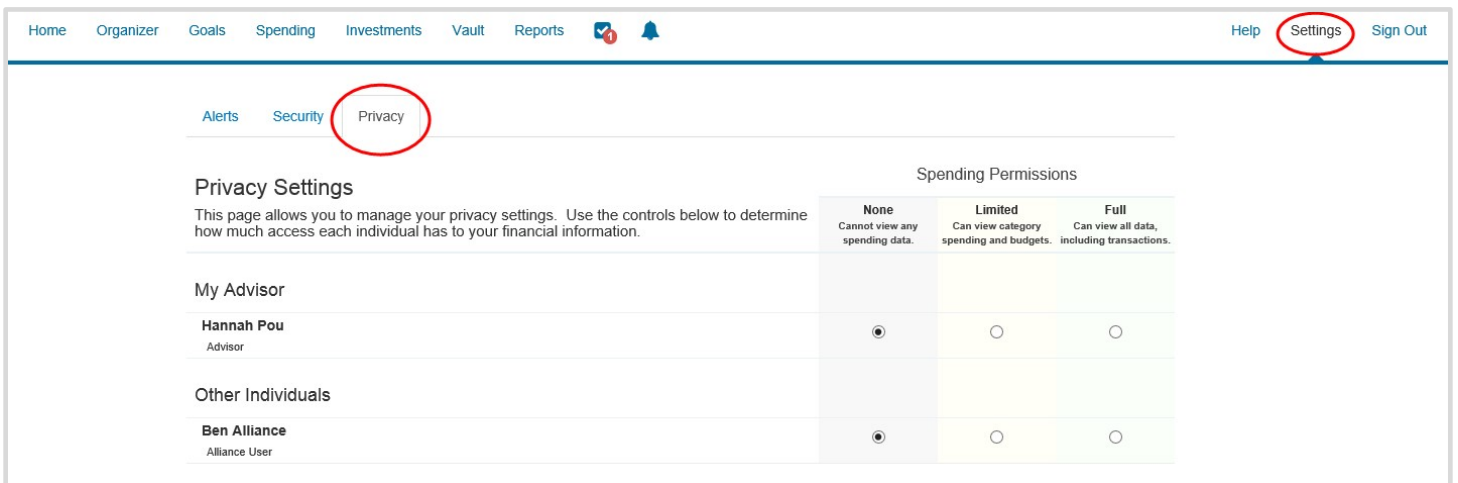 Home Organizer Goals Spending Investments Vault Reports 1 Help Settings Sign Out
Alerts Security Privacy
Spending Permissions
Privacy Settings
This page allows you to manage your privacy settings. Use the controls below to determine
how much access each individual has to your financial information.
None
Cannot view any
spending data.
Limited
Can view category
spending and budgets.
Full
Can view all data,
including transactions.
My Advisor
Hannah Pou
Advisor
Other Individuals
Ben Alliance
Alliance User